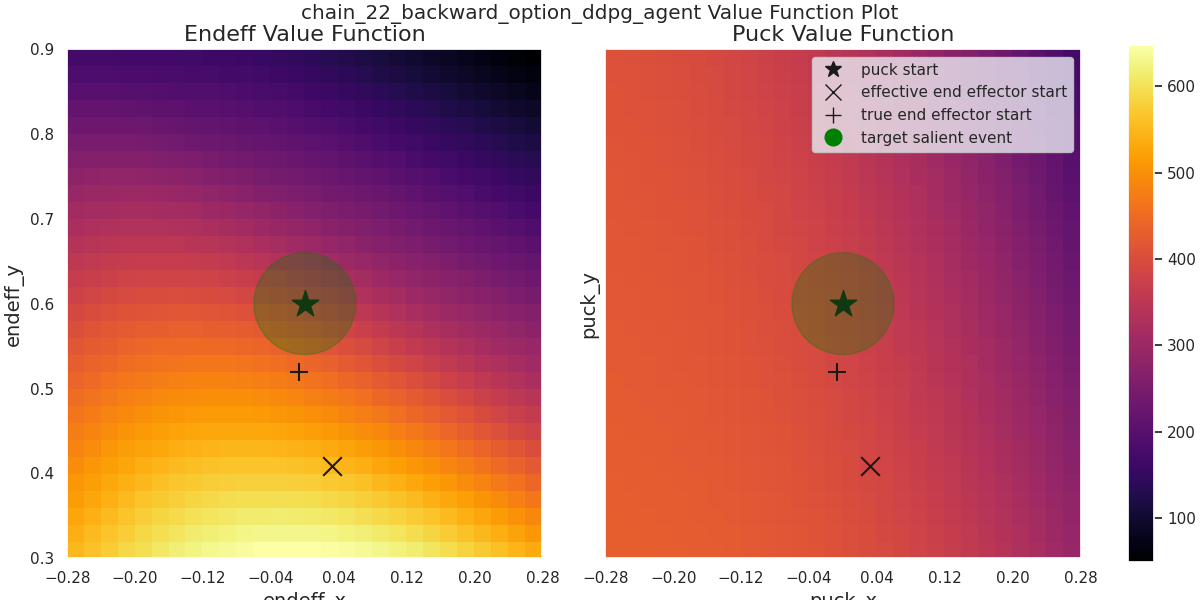 chain_22_backward_option_ddpg_agent Value Function Plot
Endeff Value Function
Puck Value Function
0.9
0.8
0.7
0.6
0.5
0.4
0.3
endeff_y
−0.28 −0.20 −0.12 −0.04 0.04 0.12 0.20 0.28
endeff_x
puck start
effective end effector start
true end effector start
target salient event
puck_y
−0.28 −0.20 −0.12 −0.04 0.04 0.12 0.20 0.28
puck_x
600
500
400
300
200
100